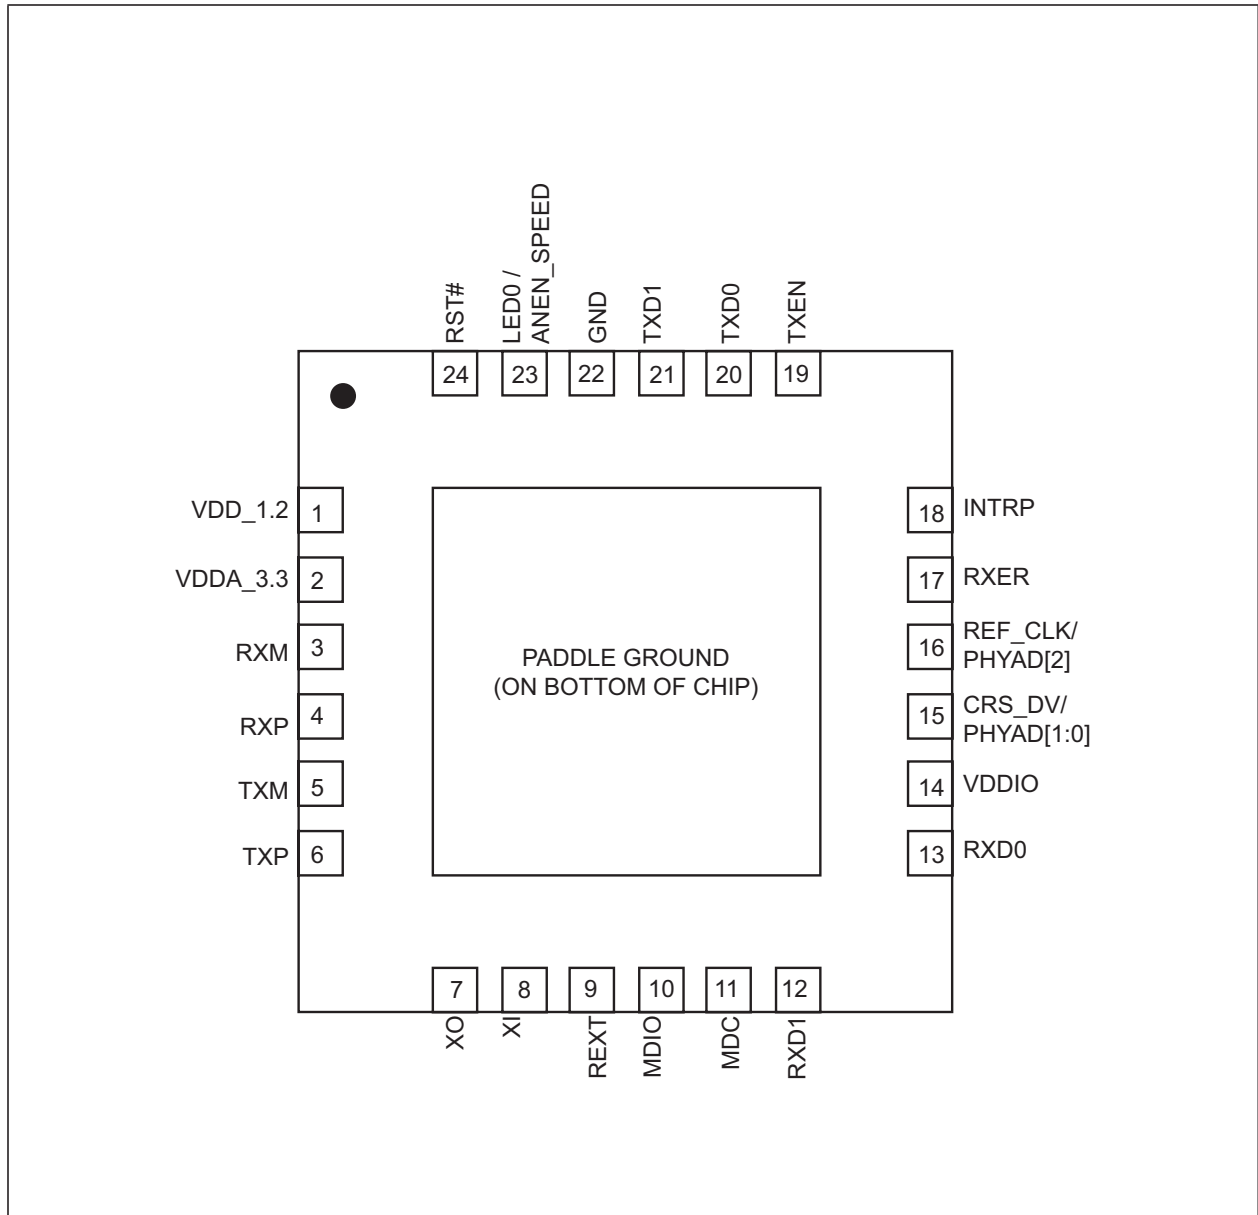 RST#
LED0 /
ANEN_SPEED
GND
TXD1
TXD0
TXEN
24
23
22
21
20
19
VDD_1.2
1
VDDA_3.3
2
RXM
3
RXP
4
TXM
5
TXP
6
PADDLE GROUND
(ON BOTTOM OF CHIP)
18
INTRP
17
RXER
16
REF_CLK/
PHYAD[2]
15
CRS_DV/
PHYAD[1:0]
14
VDDIO
13
RXD0
7
8
9
10
11
12
XO
XI
REXT
MDIO
MDC
RXD1